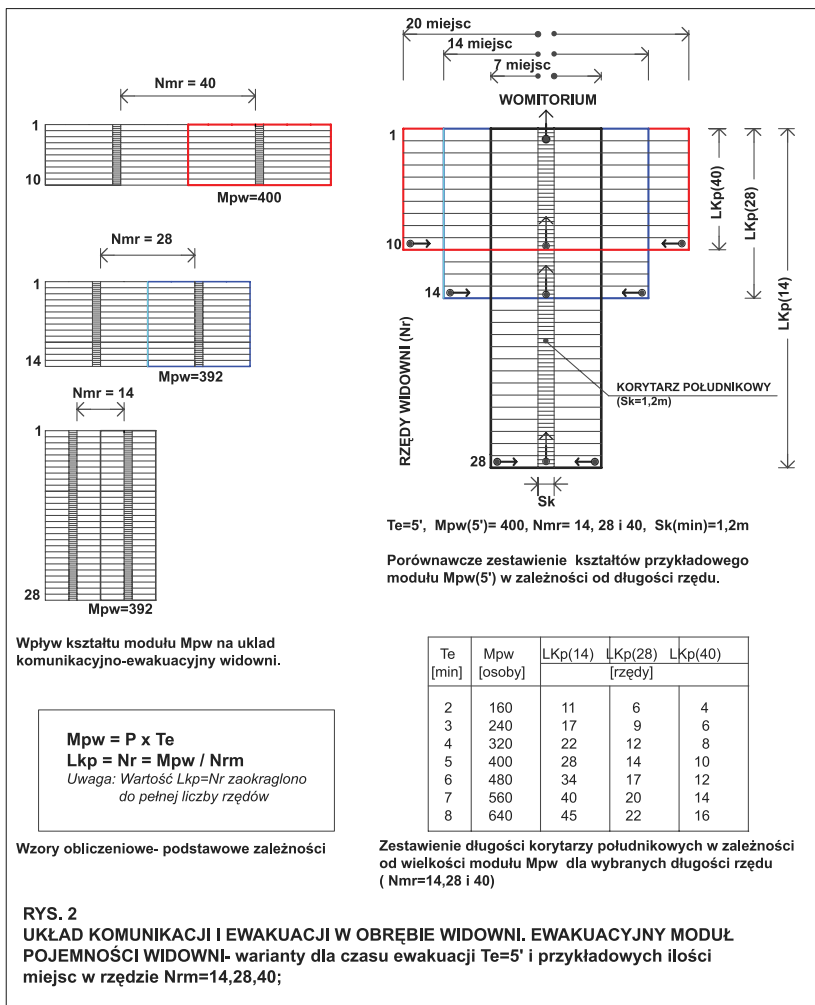 20 miejsc
14 miejsc
7 miejsc
WOMITORIUM
Nmr = 40
1
10
Mpw=400
Nmr = 28
1
14
Mpw=392
Nmr = 14
1
28
Mpw=392
Wpływ kształtu modułu Mpw na uklad
komunikacyjno-ewakuacyjny widowni.
1
10
14
28
RZĘDY WIDOWNI (Nr)
LKp(40)
LKp(28)
LKp(14)
KORYTARZ POŁUDNIKOWY
(Sk=1,2m)
Sk
Te=5', Mpw(5')= 400, Nmr= 14, 28 i 40, Sk(min)=1,2m
Porównawcze zestawienie kształtów przykładowego
modułu Mpw(5') w zależności od długości rzędu.
Mpw = P x Te
Lkp = Nr = Mpw / Nrm
Uwaga: Wartość Lkp=Nr zaokraglono
do pełnej liczby rzędów
Wzory obliczeniowe- podstawowe zależności
Te Mpw LKp(14) LKp(28) LKp(40)
[min] [osoby] [rzędy]
2 160 11 6 4
3 240 17 9 6
4 320 22 12 8
5 400 28 14 10
6 480 34 17 12
7 560 40 20 14
8 640 45 22 16
Zestawienie długości korytarzy południkowych w zależności
od wielkości modułu Mpw dla wybranych długości rzędu
( Nmr=14,28 i 40)
RYS. 2
UKŁAD KOMUNIKACJI I EWAKUACJI W OBRĘBIE WIDOWNI. EWAKUACYJNY MODUŁ
POJEMNOŚCI WIDOWNI- warianty dla czasu ewakuacji Te=5' i przykładowych ilości
miejsc w rzędzie Nrm=14,28,40;